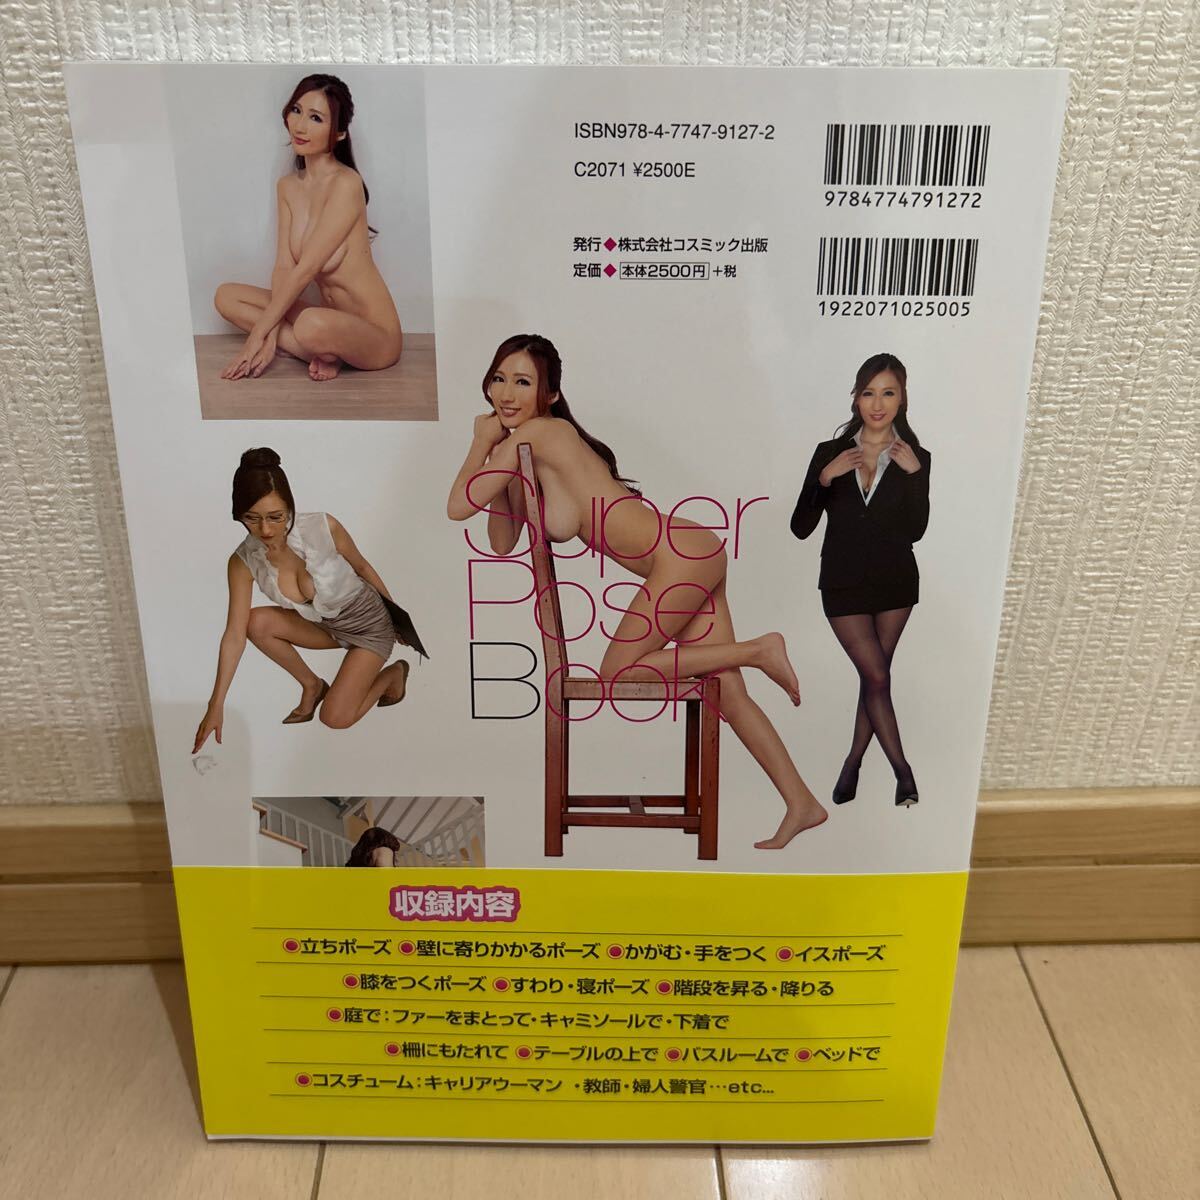 ISBN978-4-7747-9127-2
C2071 ¥2500E
9784774791272
発行◆株式会社コスミック出版
定価◆本体2500円+税
1922071025005
Super
Pose
Book
収録内容
●立ちポーズ ●壁に寄りかかるポーズ ●かがむ・手をつく ●イスポーズ
●膝をつくポーズ ●すわり・寝ポーズ ●階段を昇る・降りる
●庭で：ファーをまとって・キャミソールで・下着で
●柵にもたれて ●テーブルの上で ●バスルームで ●ベッドで
●コスチューム：キャリアウーマン ・教師・婦人警官…etc...